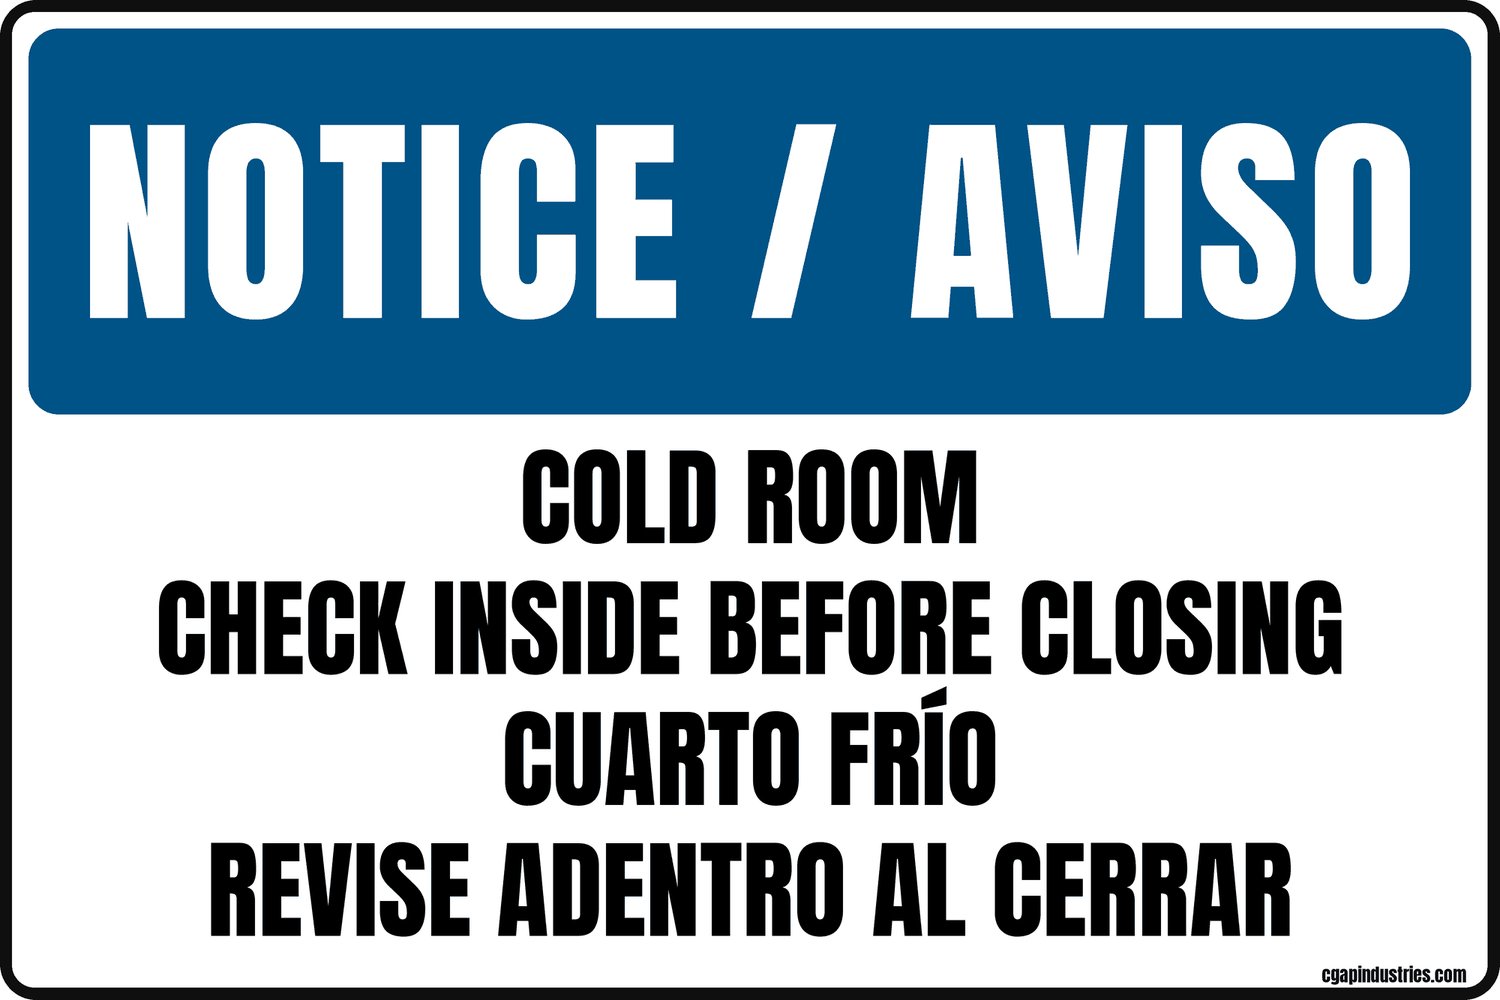 NOTICE / AVISO
COLD ROOM
CHECK INSIDE BEFORE CLOSING
CUARTO FRÍO
REVISE ADENTRO AL CERRAR
cgapindustries.com